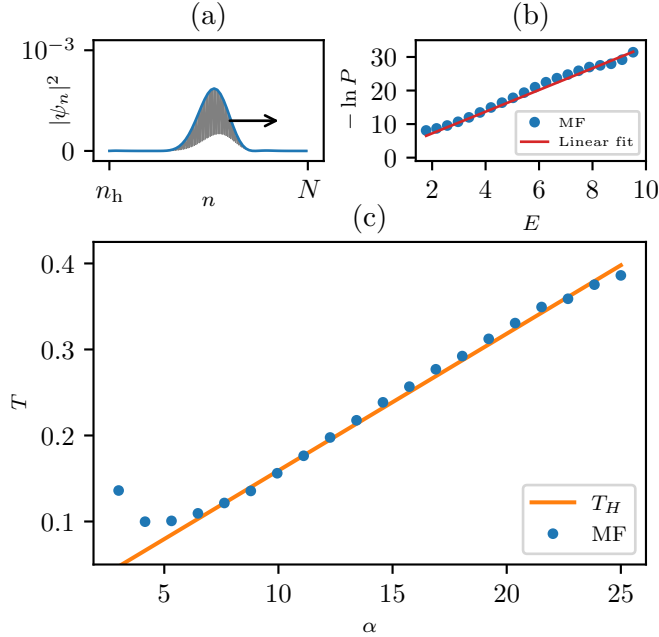 (a)
10⁻³
0
|ψₙ|²
n_h
n
N
(b)
30
20
10
0
− ln P
MF
Linear fit
2
4
6
8
10
E
(c)
0.4
0.3
0.2
0.1
T
T_H
MF
5
10
15
20
25
α